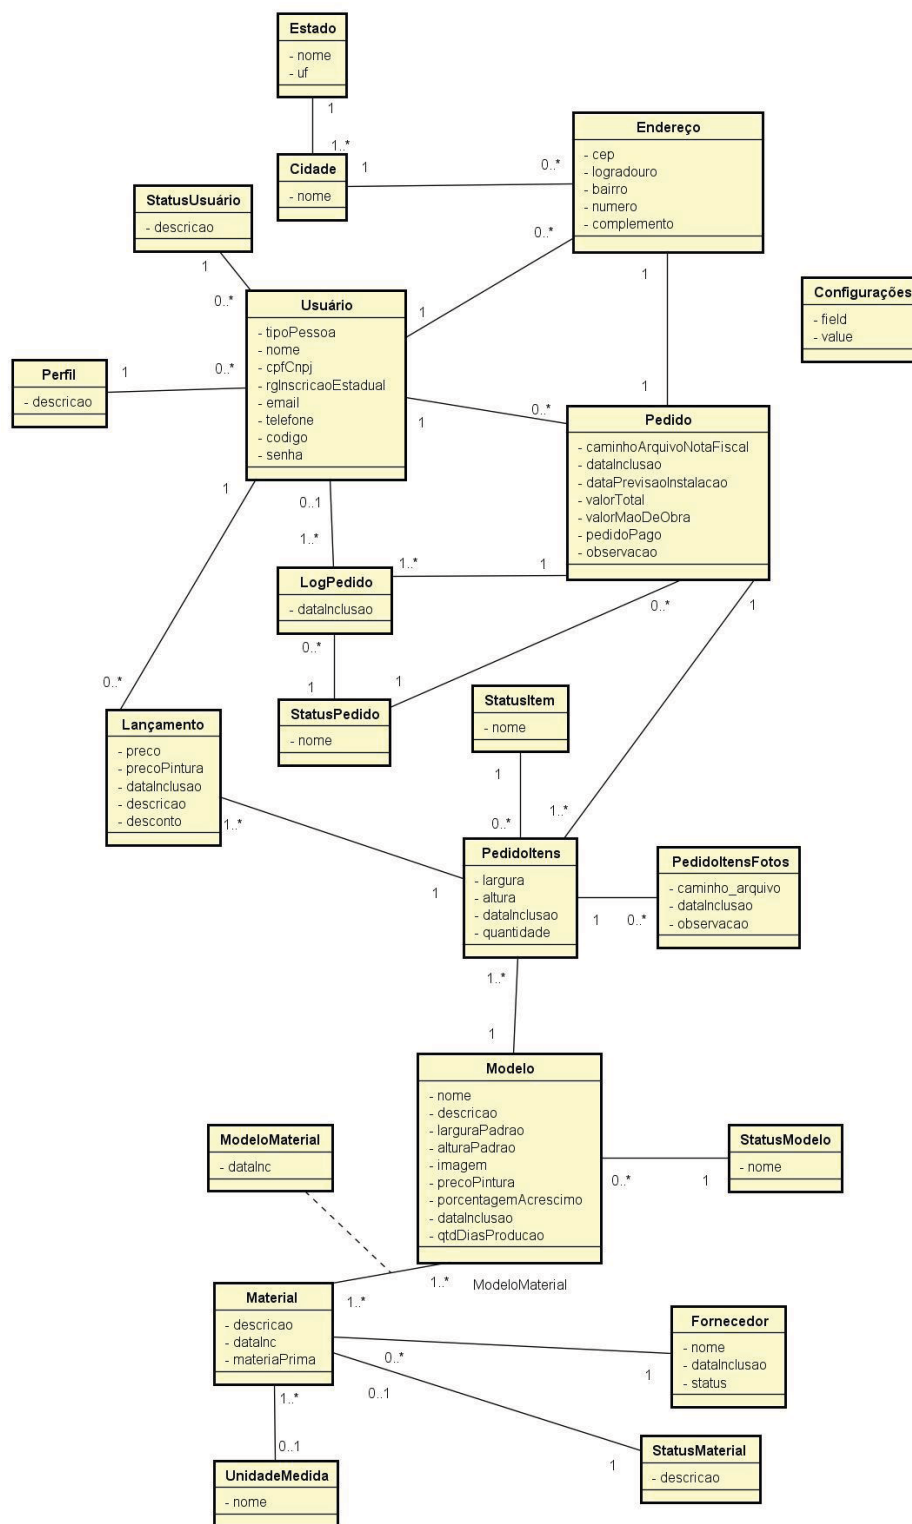 Estado
- nome
- uf
1
1..*
Cidade
- nome
1
0..*
Endereço
- cep
- logradouro
- bairro
- numero
- complemento
StatusUsuário
- descricao
1
0..*
0..*
1
1
1
Configurações
- field
- value
Usuário
- tipoPessoa
- nome
- cpfCnpj
- rgInscricaoEstadual
- email
- telefone
- codigo
- senha
Perfil
- descricao
1
0..*
1
0..*
Pedido
- caminhoArquivoNotaFiscal
- dataInclusao
- dataPrevisaoInstalacao
- valorTotal
- valorMaoDeObra
- pedidoPago
- observacao
1
0..1
1..*
1..*
1
LogPedido
- dataInclusao
0..*
1
0..*
1
1
StatusPedido
- nome
0..*
Lançamento
- preco
- precoPintura
- dataInclusao
- descricao
- desconto
1..*
1
StatusItem
- nome
1
0..*
1..*
PedidoItens
- largura
- altura
- dataInclusao
- quantidade
1
0..*
PedidoItensFotos
- caminho_arquivo
- dataInclusao
- observacao
1..*
1
Modelo
- nome
- descricao
- larguraPadrao
- alturaPadrao
- imagem
- precoPintura
- porcentagemAcrescimo
- dataInclusao
- qtdDiasProducao
ModeloMaterial
- dataInc
0..*
1
StatusModelo
- nome
1..*
ModeloMaterial
1..*
Material
- descricao
- dataInc
- materiaPrima
0..*
1
Fornecedor
- nome
- dataInclusao
- status
0..1
1
StatusMaterial
- descricao
1..*
0..1
UnidadeMedida
- nome